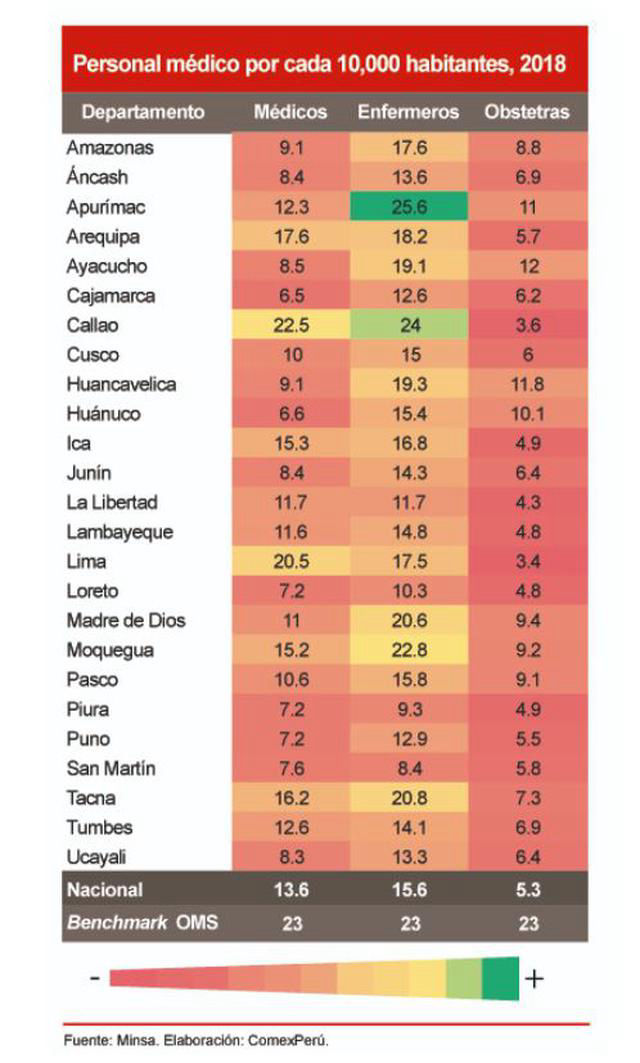 Personal médico por cada 10,000 habitantes, 2018
Departamento Médicos Enfermeros Obstetras
Amazonas 9.1 17.6 8.8
Áncash 8.4 13.6 6.9
Apurímac 12.3 25.6 11
Arequipa 17.6 18.2 5.7
Ayacucho 8.5 19.1 12
Cajamarca 6.5 12.6 6.2
Callao 22.5 24 3.6
Cusco 10 15 6
Huancavelica 9.1 19.3 11.8
Huánuco 6.6 15.4 10.1
Ica 15.3 16.8 4.9
Junín 8.4 14.3 6.4
La Libertad 11.7 11.7 4.3
Lambayeque 11.6 14.8 4.8
Lima 20.5 17.5 3.4
Loreto 7.2 10.3 4.8
Madre de Dios 11 20.6 9.4
Moquegua 15.2 22.8 9.2
Pasco 10.6 15.8 9.1
Piura 7.2 9.3 4.9
Puno 7.2 12.9 5.5
San Martín 7.6 8.4 5.8
Tacna 16.2 20.8 7.3
Tumbes 12.6 14.1 6.9
Ucayali 8.3 13.3 6.4
Nacional 13.6 15.6 5.3
Benchmark OMS 23 23 23
- +
Fuente: Minsa. Elaboración: ComexPerú.